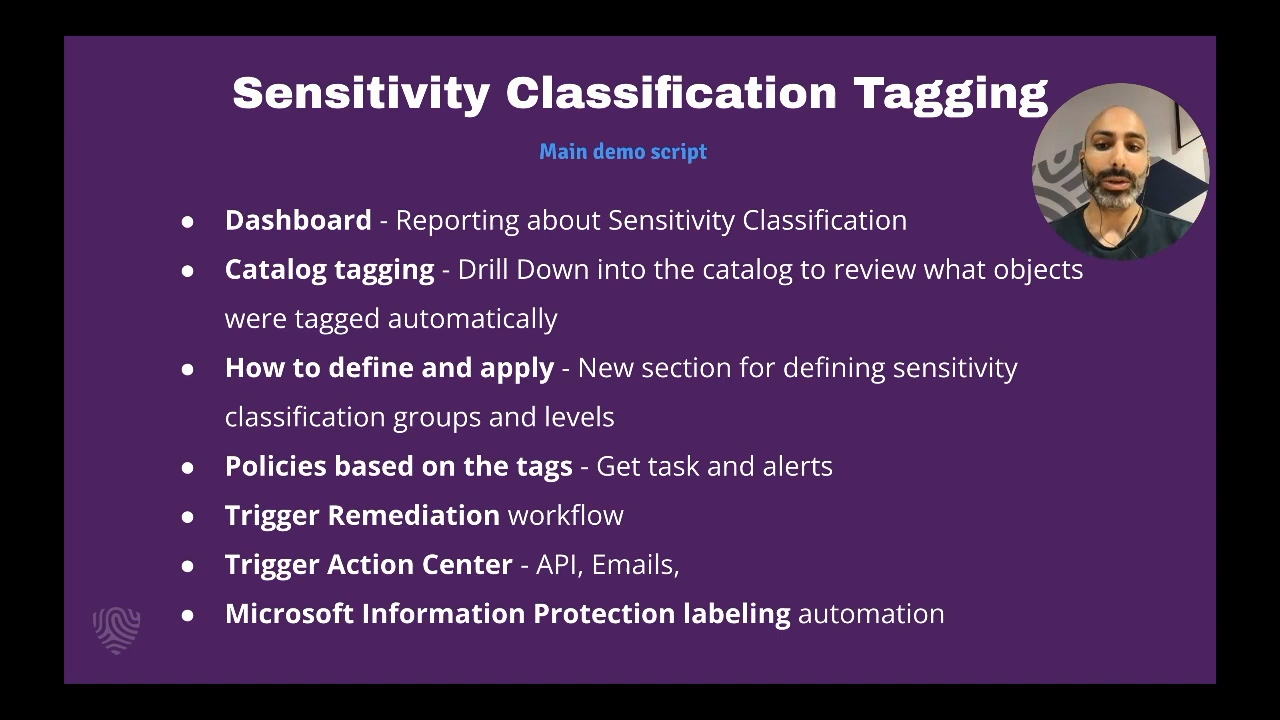 Sensitivity Classification Tagging
Main demo script
● Dashboard - Reporting about Sensitivity Classification
● Catalog tagging - Drill Down into the catalog to review what objects
were tagged automatically
● How to define and apply - New section for defining sensitivity
classification groups and levels
● Policies based on the tags - Get task and alerts
● Trigger Remediation workflow
● Trigger Action Center - API, Emails,
● Microsoft Information Protection labeling automation